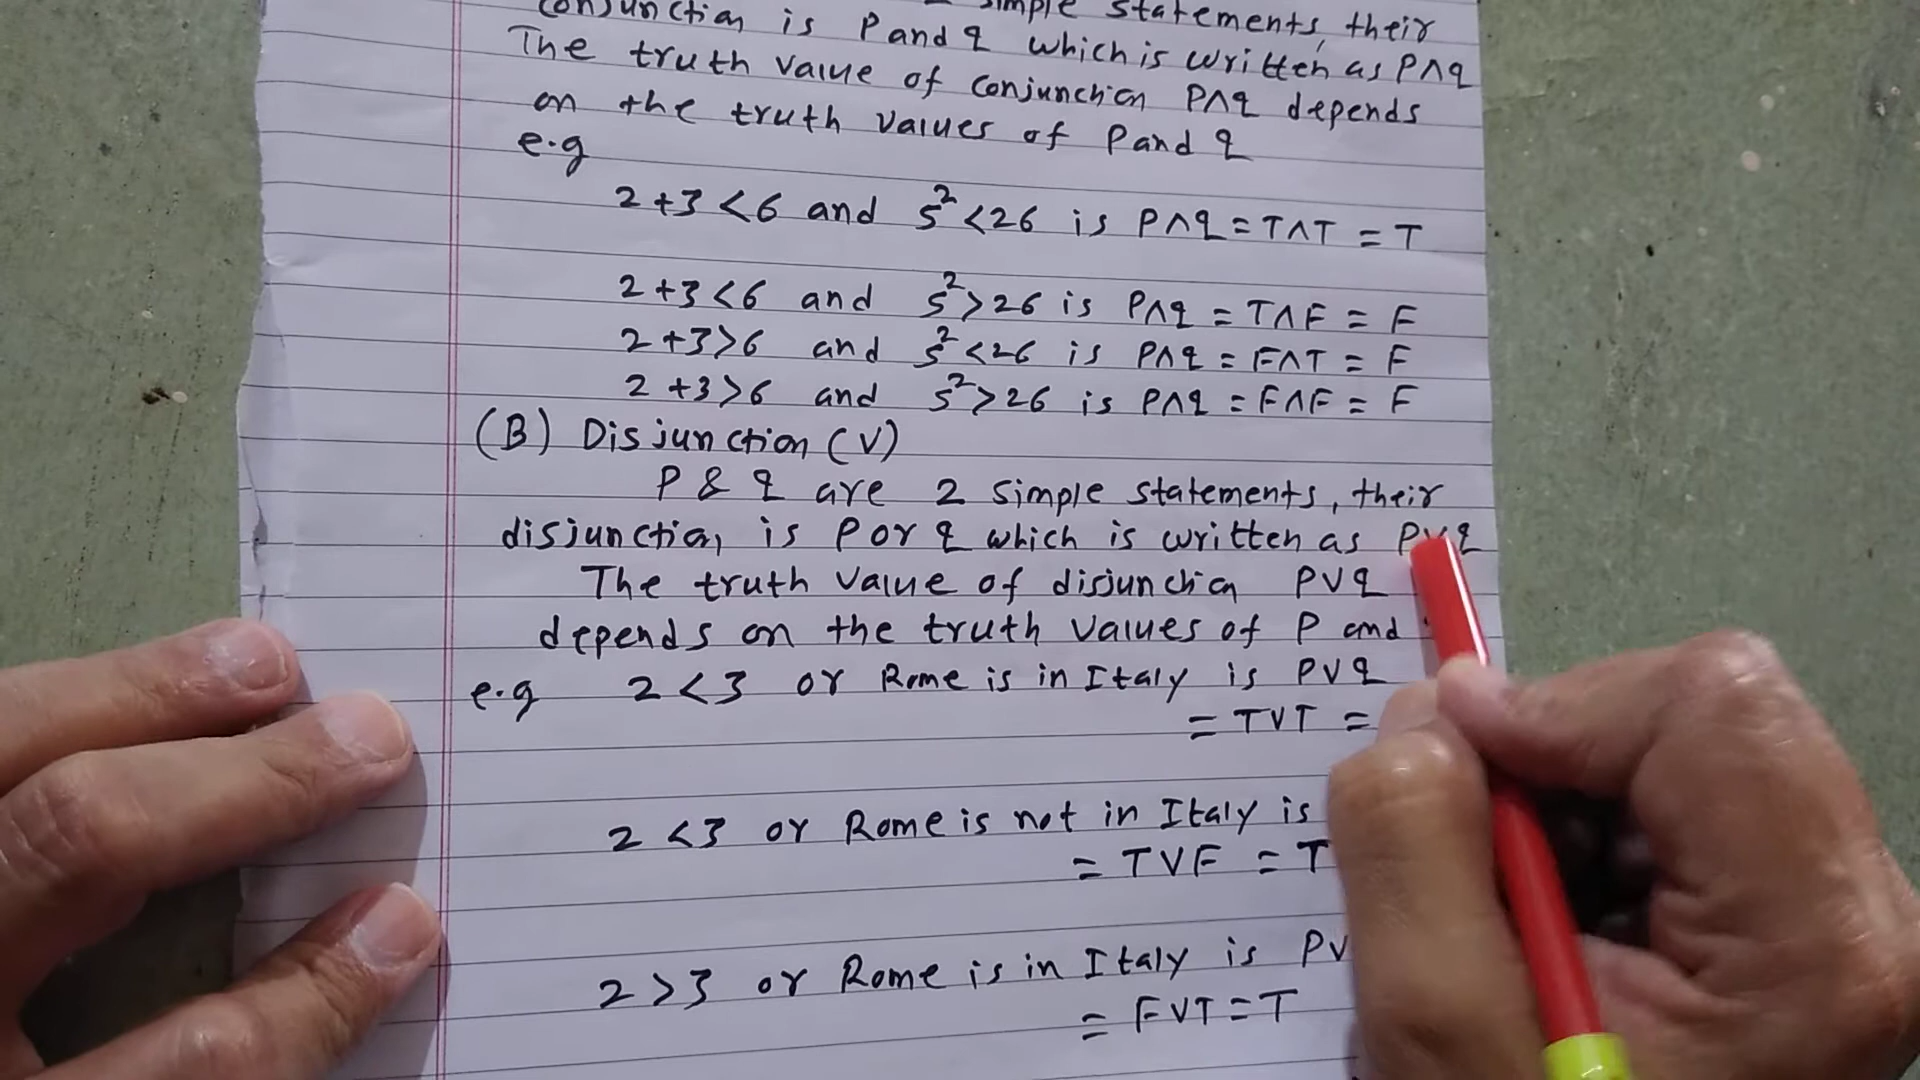 Conjunction is P and q which is written as P∧q
simple statements, their
The truth value of conjunction P∧q depends
on the truth values of P and q
e.g
2+3<6 and 5²<26 is P∧q = T∧T = T
2+3<6 and 5²>26 is P∧q = T∧F = F
2+3>6 and 5²<26 is P∧q = F∧T = F
2+3>6 and 5²>26 is P∧q = F∧F = F
(B) Disjunction (V)
P & q are 2 simple statements, their
disjunction is P or q which is written as P∨q
The truth value of disjunction P∨q
depends on the truth values of P and
e.g 2<3 or Rome is in Italy is P∨q
= T∨T =
2<3 or Rome is not in Italy is
= T∨F = T
2>3 or Rome is in Italy is P∨
= F∨T = T